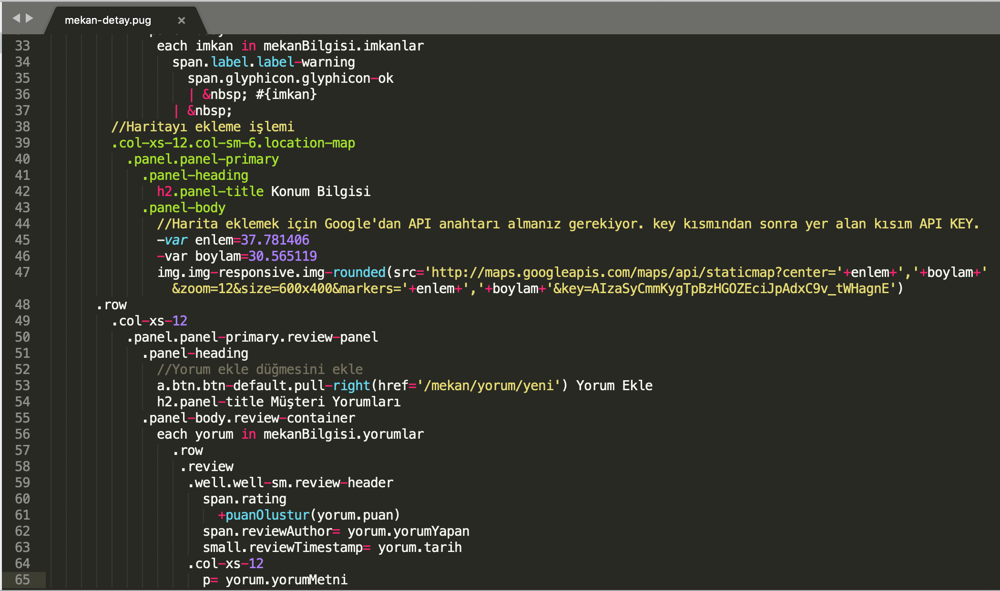 mekan-detay.pug ×
33 each imkan in mekanBilgisi.imkanlar
34 span.label.label-warning
35 span.glyphicon.glyphicon-ok
36 | &nbsp; #{imkan}
37 | &nbsp;
38 //Haritayı ekleme işlemi
39 .col-xs-12.col-sm-6.location-map
40 .panel.panel-primary
41 .panel-heading
42 h2.panel-title Konum Bilgisi
43 .panel-body
44 //Harita eklemek için Google'dan API anahtarı almanız gerekiyor. key kısmından sonra yer alan kısım API KEY.
45 -var enlem=37.781406
46 -var boylam=30.565119
47 img.img-responsive.img-rounded(src='http://maps.googleapis.com/maps/api/staticmap?center='+enlem+','+boylam+'
&zoom=12&size=600x400&markers='+enlem+','+boylam+'&key=AIzaSyCmmKygTpBzHGOZEciJpAdxC9v_tWHagnE')
48 .row
49 .col-xs-12
50 .panel.panel-primary.review-panel
51 .panel-heading
52 //Yorum ekle düğmesini ekle
53 a.btn.btn-default.pull-right(href='/mekan/yorum/yeni') Yorum Ekle
54 h2.panel-title Müşteri Yorumları
55 .panel-body.review-container
56 each yorum in mekanBilgisi.yorumlar
57 .row
58 .review
59 .well.well-sm.review-header
60 span.rating
61 +puanOlustur(yorum.puan)
62 span.reviewAuthor= yorum.yorumYapan
63 small.reviewTimestamp= yorum.tarih
64 .col-xs-12
65 p= yorum.yorumMetni